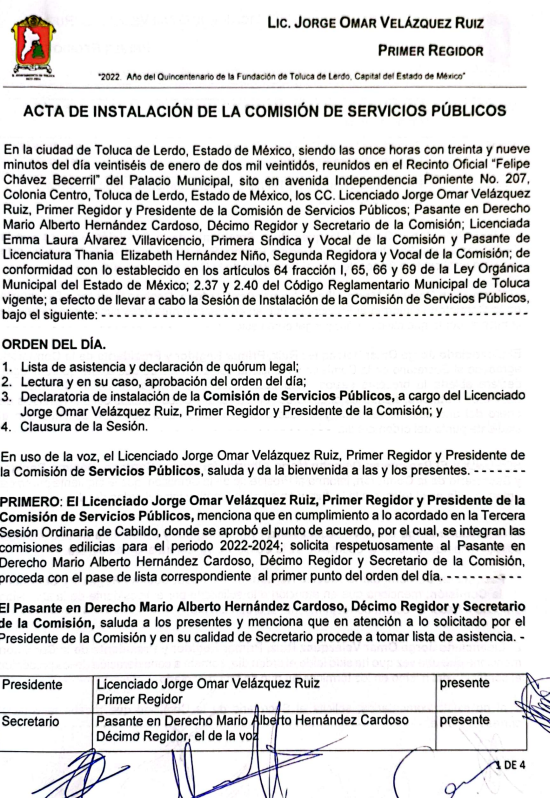 LIC. JORGE OMAR VELÁZQUEZ RUIZ
PRIMER REGIDOR
"2022. Año del Quincentenario de la Fundación de Toluca de Lerdo, Capital del Estado de México"
ACTA DE INSTALACIÓN DE LA COMISIÓN DE SERVICIOS PÚBLICOS
En la ciudad de Toluca de Lerdo, Estado de México, siendo las once horas con treinta y nueve
minutos del día veintiséis de enero de dos mil veintidós, reunidos en el Recinto Oficial "Felipe
Chávez Becerril" del Palacio Municipal, sito en avenida Independencia Poniente No. 207,
Colonia Centro, Toluca de Lerdo, Estado de México, los CC. Licenciado Jorge Omar Velázquez
Ruiz, Primer Regidor y Presidente de la Comisión de Servicios Públicos; Pasante en Derecho
Mario Alberto Hernández Cardoso, Décimo Regidor y Secretario de la Comisión; Licenciada
Emma Laura Álvarez Villavicencio, Primera Síndica y Vocal de la Comisión y Pasante de
Licenciatura Thania Elizabeth Hernández Niño, Segunda Regidora y Vocal de la Comisión; de
conformidad con lo establecido en los artículos 64 fracción I, 65, 66 y 69 de la Ley Orgánica
Municipal del Estado de México; 2.37 y 2.40 del Código Reglamentario Municipal de Toluca
vigente; a efecto de llevar a cabo la Sesión de Instalación de la Comisión de Servicios Públicos,
bajo el siguiente: - - - - - - - - - - - - - - - - - - - - - - - - - - - - - - - - - - - - - - - - - - - - - - - - - - - - - -
ORDEN DEL DÍA.
1. Lista de asistencia y declaración de quórum legal;
2. Lectura y en su caso, aprobación del orden del día;
3. Declaratoria de instalación de la Comisión de Servicios Públicos, a cargo del Licenciado
Jorge Omar Velázquez Ruiz, Primer Regidor y Presidente de la Comisión; y
4. Clausura de la Sesión.
En uso de la voz, el Licenciado Jorge Omar Velázquez Ruiz, Primer Regidor y Presidente de
la Comisión de Servicios Públicos, saluda y da la bienvenida a las y los presentes. - - - - - - -
PRIMERO: El Licenciado Jorge Omar Velázquez Ruiz, Primer Regidor y Presidente de la
Comisión de Servicios Públicos, menciona que en cumplimiento a lo acordado en la Tercera
Sesión Ordinaria de Cabildo, donde se aprobó el punto de acuerdo, por el cual, se integran las
comisiones edilicias para el periodo 2022-2024; solicita respetuosamente al Pasante en
Derecho Mario Alberto Hernández Cardoso, Décimo Regidor y Secretario de la Comisión,
proceda con el pase de lista correspondiente al primer punto del orden del día. - - - - - - - - - -
El Pasante en Derecho Mario Alberto Hernández Cardoso, Décimo Regidor y Secretario
de la Comisión, saluda a los presentes y menciona que en atención a lo solicitado por el
Presidente de la Comisión y en su calidad de Secretario procede a tomar lista de asistencia. -
Presidente Licenciado Jorge Omar Velázquez Ruiz presente
Primer Regidor
Secretario Pasante en Derecho Mario Alberto Hernández Cardoso presente
Décimo Regidor, el de la voz
1 DE 4